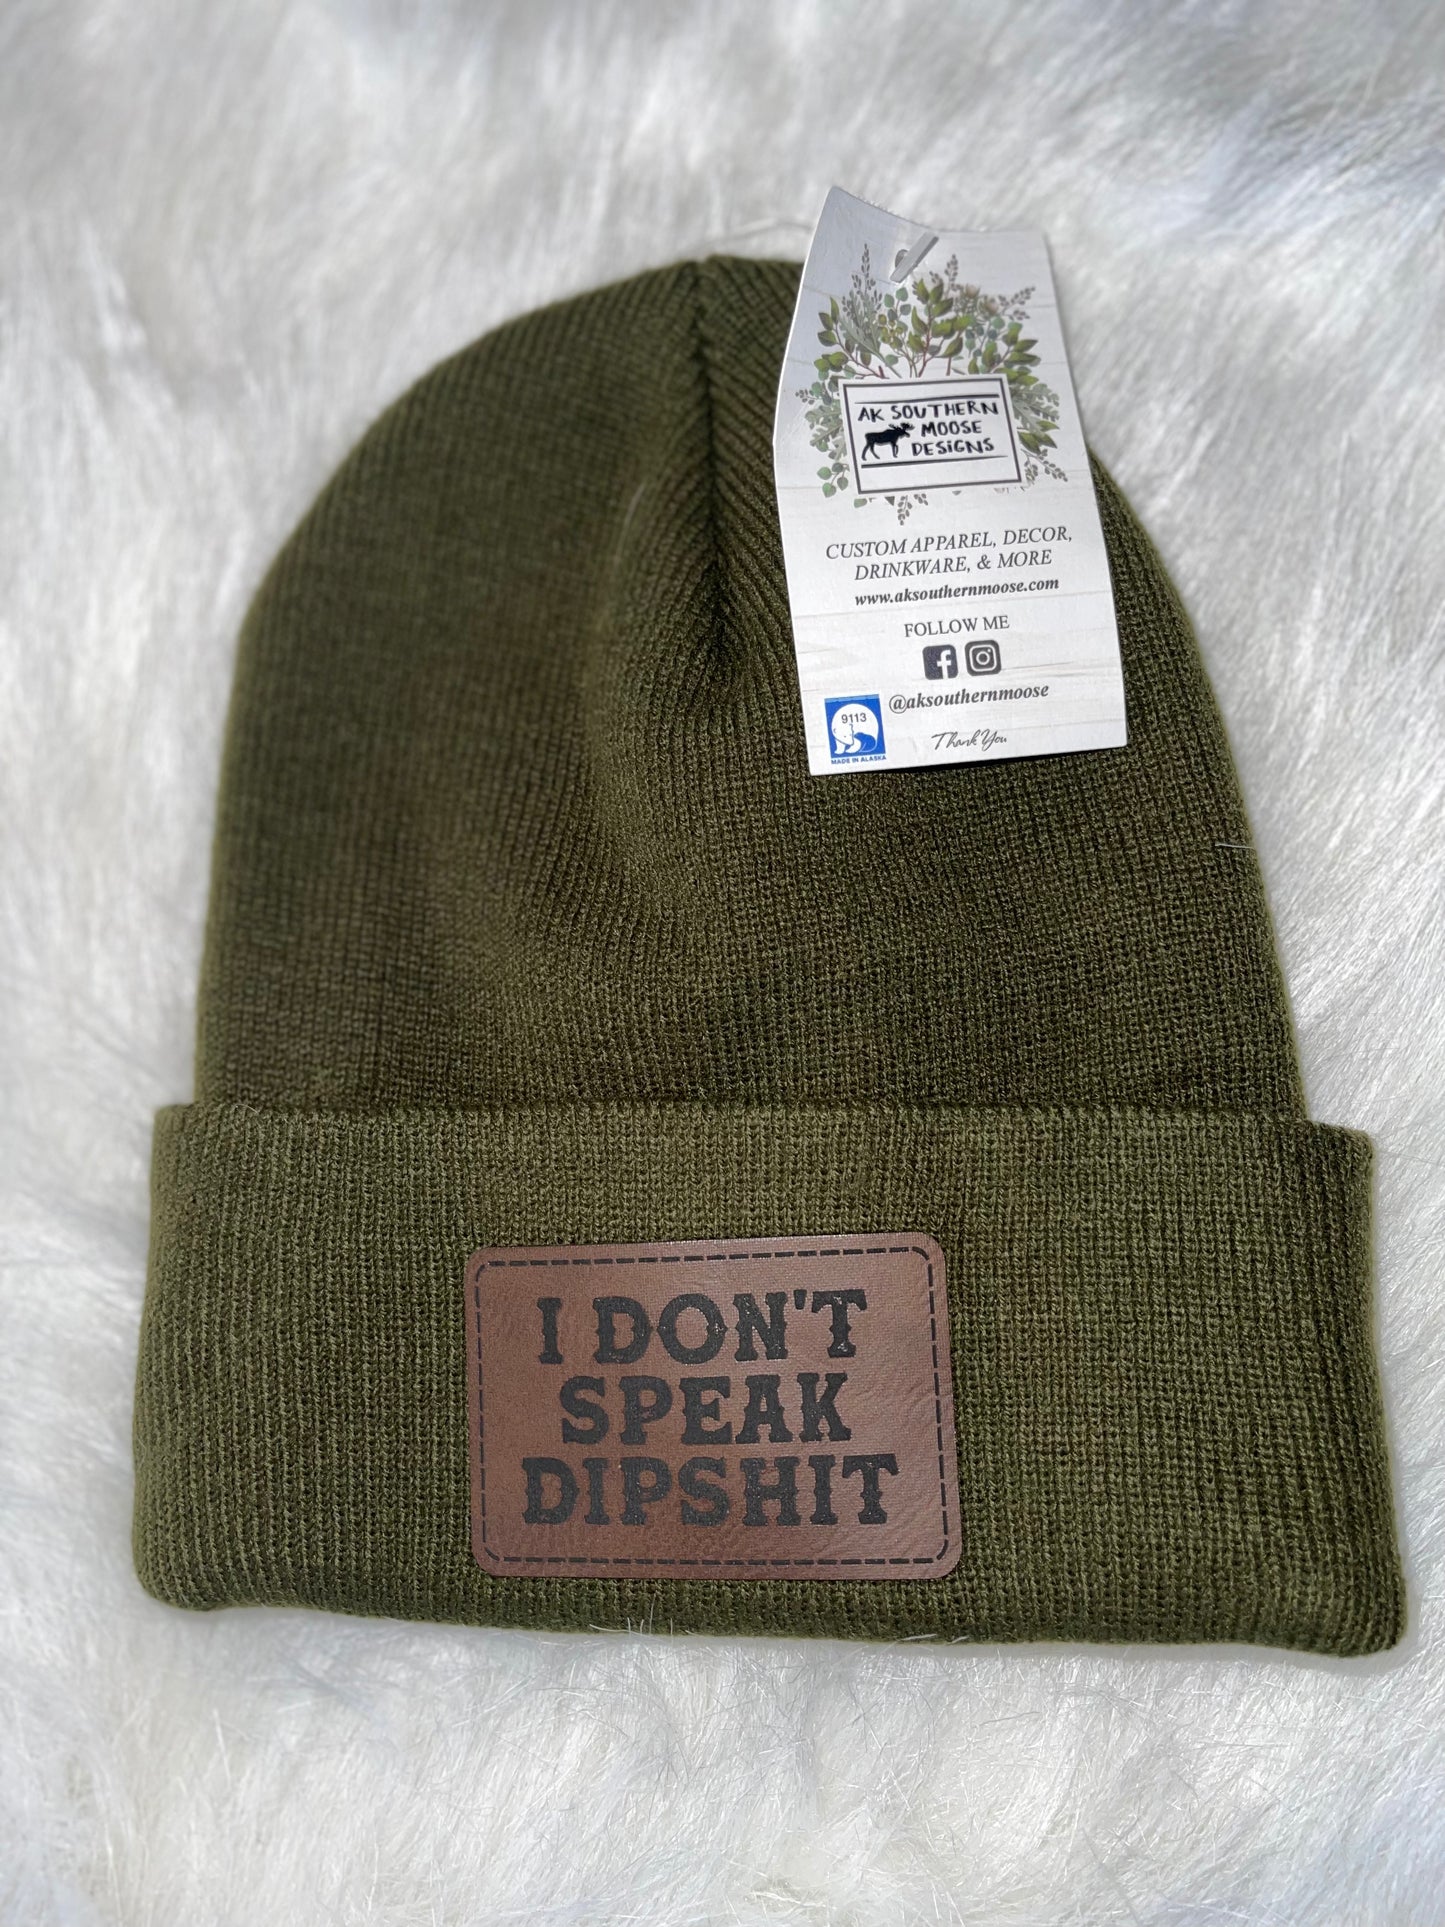 AK SOUTHERN
MOOSE
DESIGNS
CUSTOM APPAREL, DECOR,
DRINKWARE, & MORE
www.aksouthernmoose.com
FOLLOW ME
@aksouthernmoose
9113
MADE IN ALASKA
Thank You
I DON'T
SPEAK
DIPSHIT